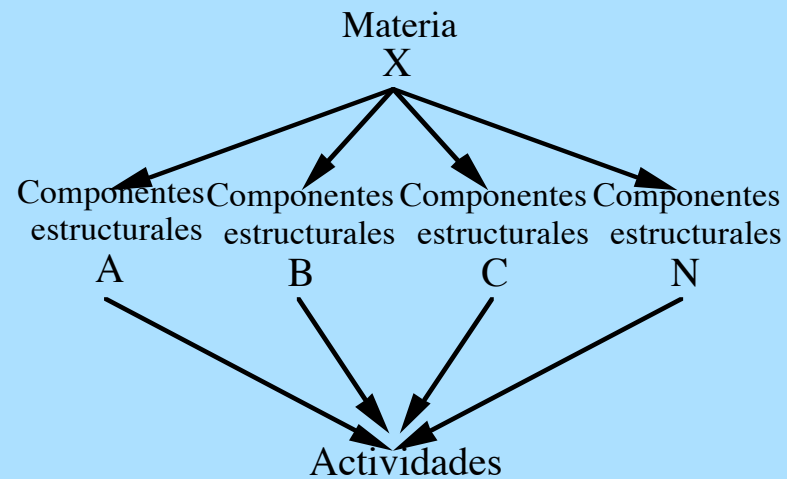 Materia
X
Componentes Componentes Componentes Componentes
estructurales estructurales estructurales estructurales
A B C N
Actividades